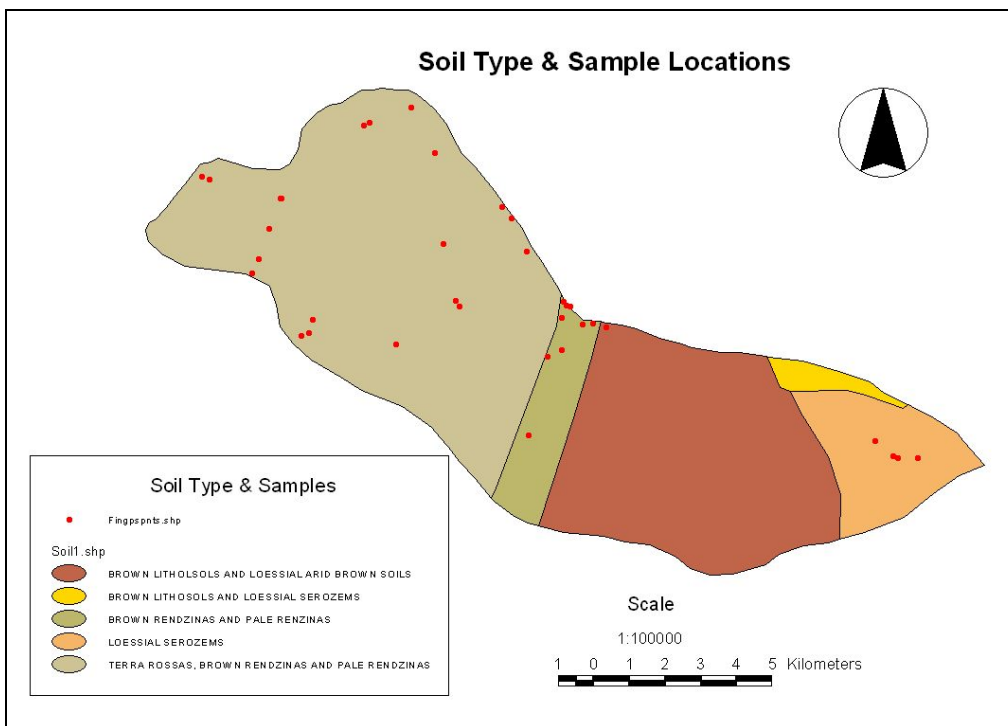 Soil Type & Sample Locations
Soil Type & Samples
Fingpspnts.shp
Soil1.shp
BROWN LITHOLSOLS AND LOESSIAL ARID BROWN SOILS
BROWN LITHOSOLS AND LOESSIAL SEROZEMS
BROWN RENDZINAS AND PALE RENZINAS
LOESSIAL SEROZEMS
TERRA ROSSAS, BROWN RENDZINAS AND PALE RENDZINAS
Scale
1:100000
1 0 1 2 3 4 5 Kilometers